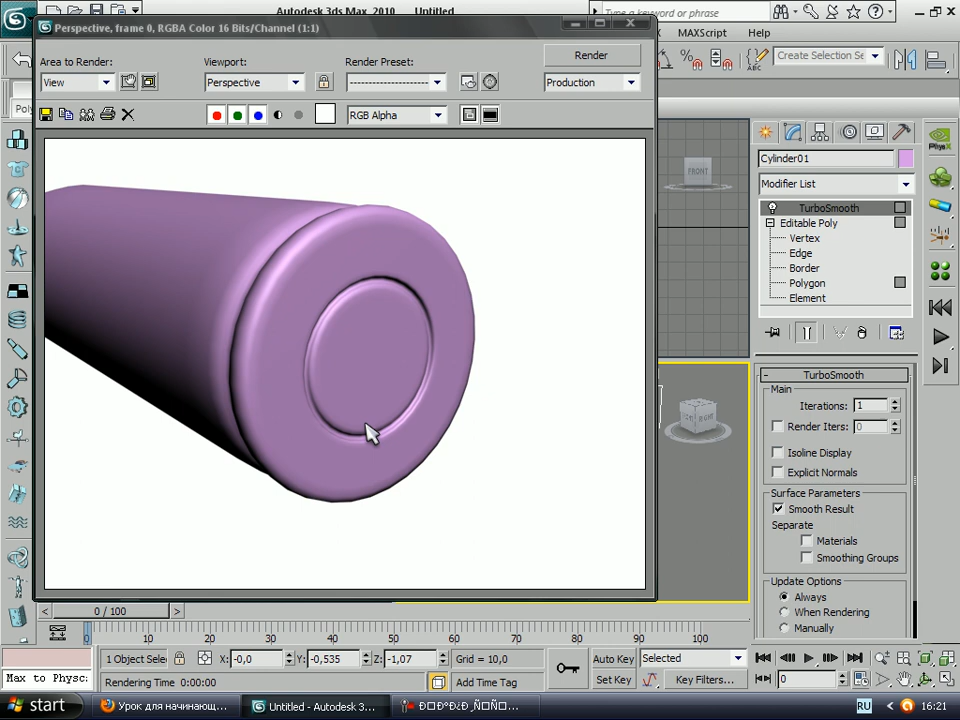 Autodesk 3ds Max 2010 Untitled
Type a keyword or phrase
Perspective, frame 0, RGBA Color 16 Bits/Channel (1:1)
MAXScript Help
Area to Render: Viewport: Render Preset: Render
View Perspective Production
Create Selection Se
RGB Alpha
Poly
FRONT
Cylinder01
Modifier List
TurboSmooth
Editable Poly
Vertex
Edge
Border
Polygon
Element
TurboSmooth
Main
Iterations: 1
Render Iters: 0
Isoline Display
Explicit Normals
RIGHT
Surface Parameters
Smooth Result
Separate
Materials
Smoothing Groups
Update Options
Always
When Rendering
Manually
0 / 100
0 10 20 30 40 50 60 70 80 90 100
1 Object Selec X: -0,0 Y: -0,535 Z: -1,07 Grid = 10,0 Auto Key Selected
Max to Physc: Rendering Time 0:00:00 Add Time Tag Set Key Key Filters... 0
start Урок для начинающ... Untitled - Autodesk 3... RU 16:21